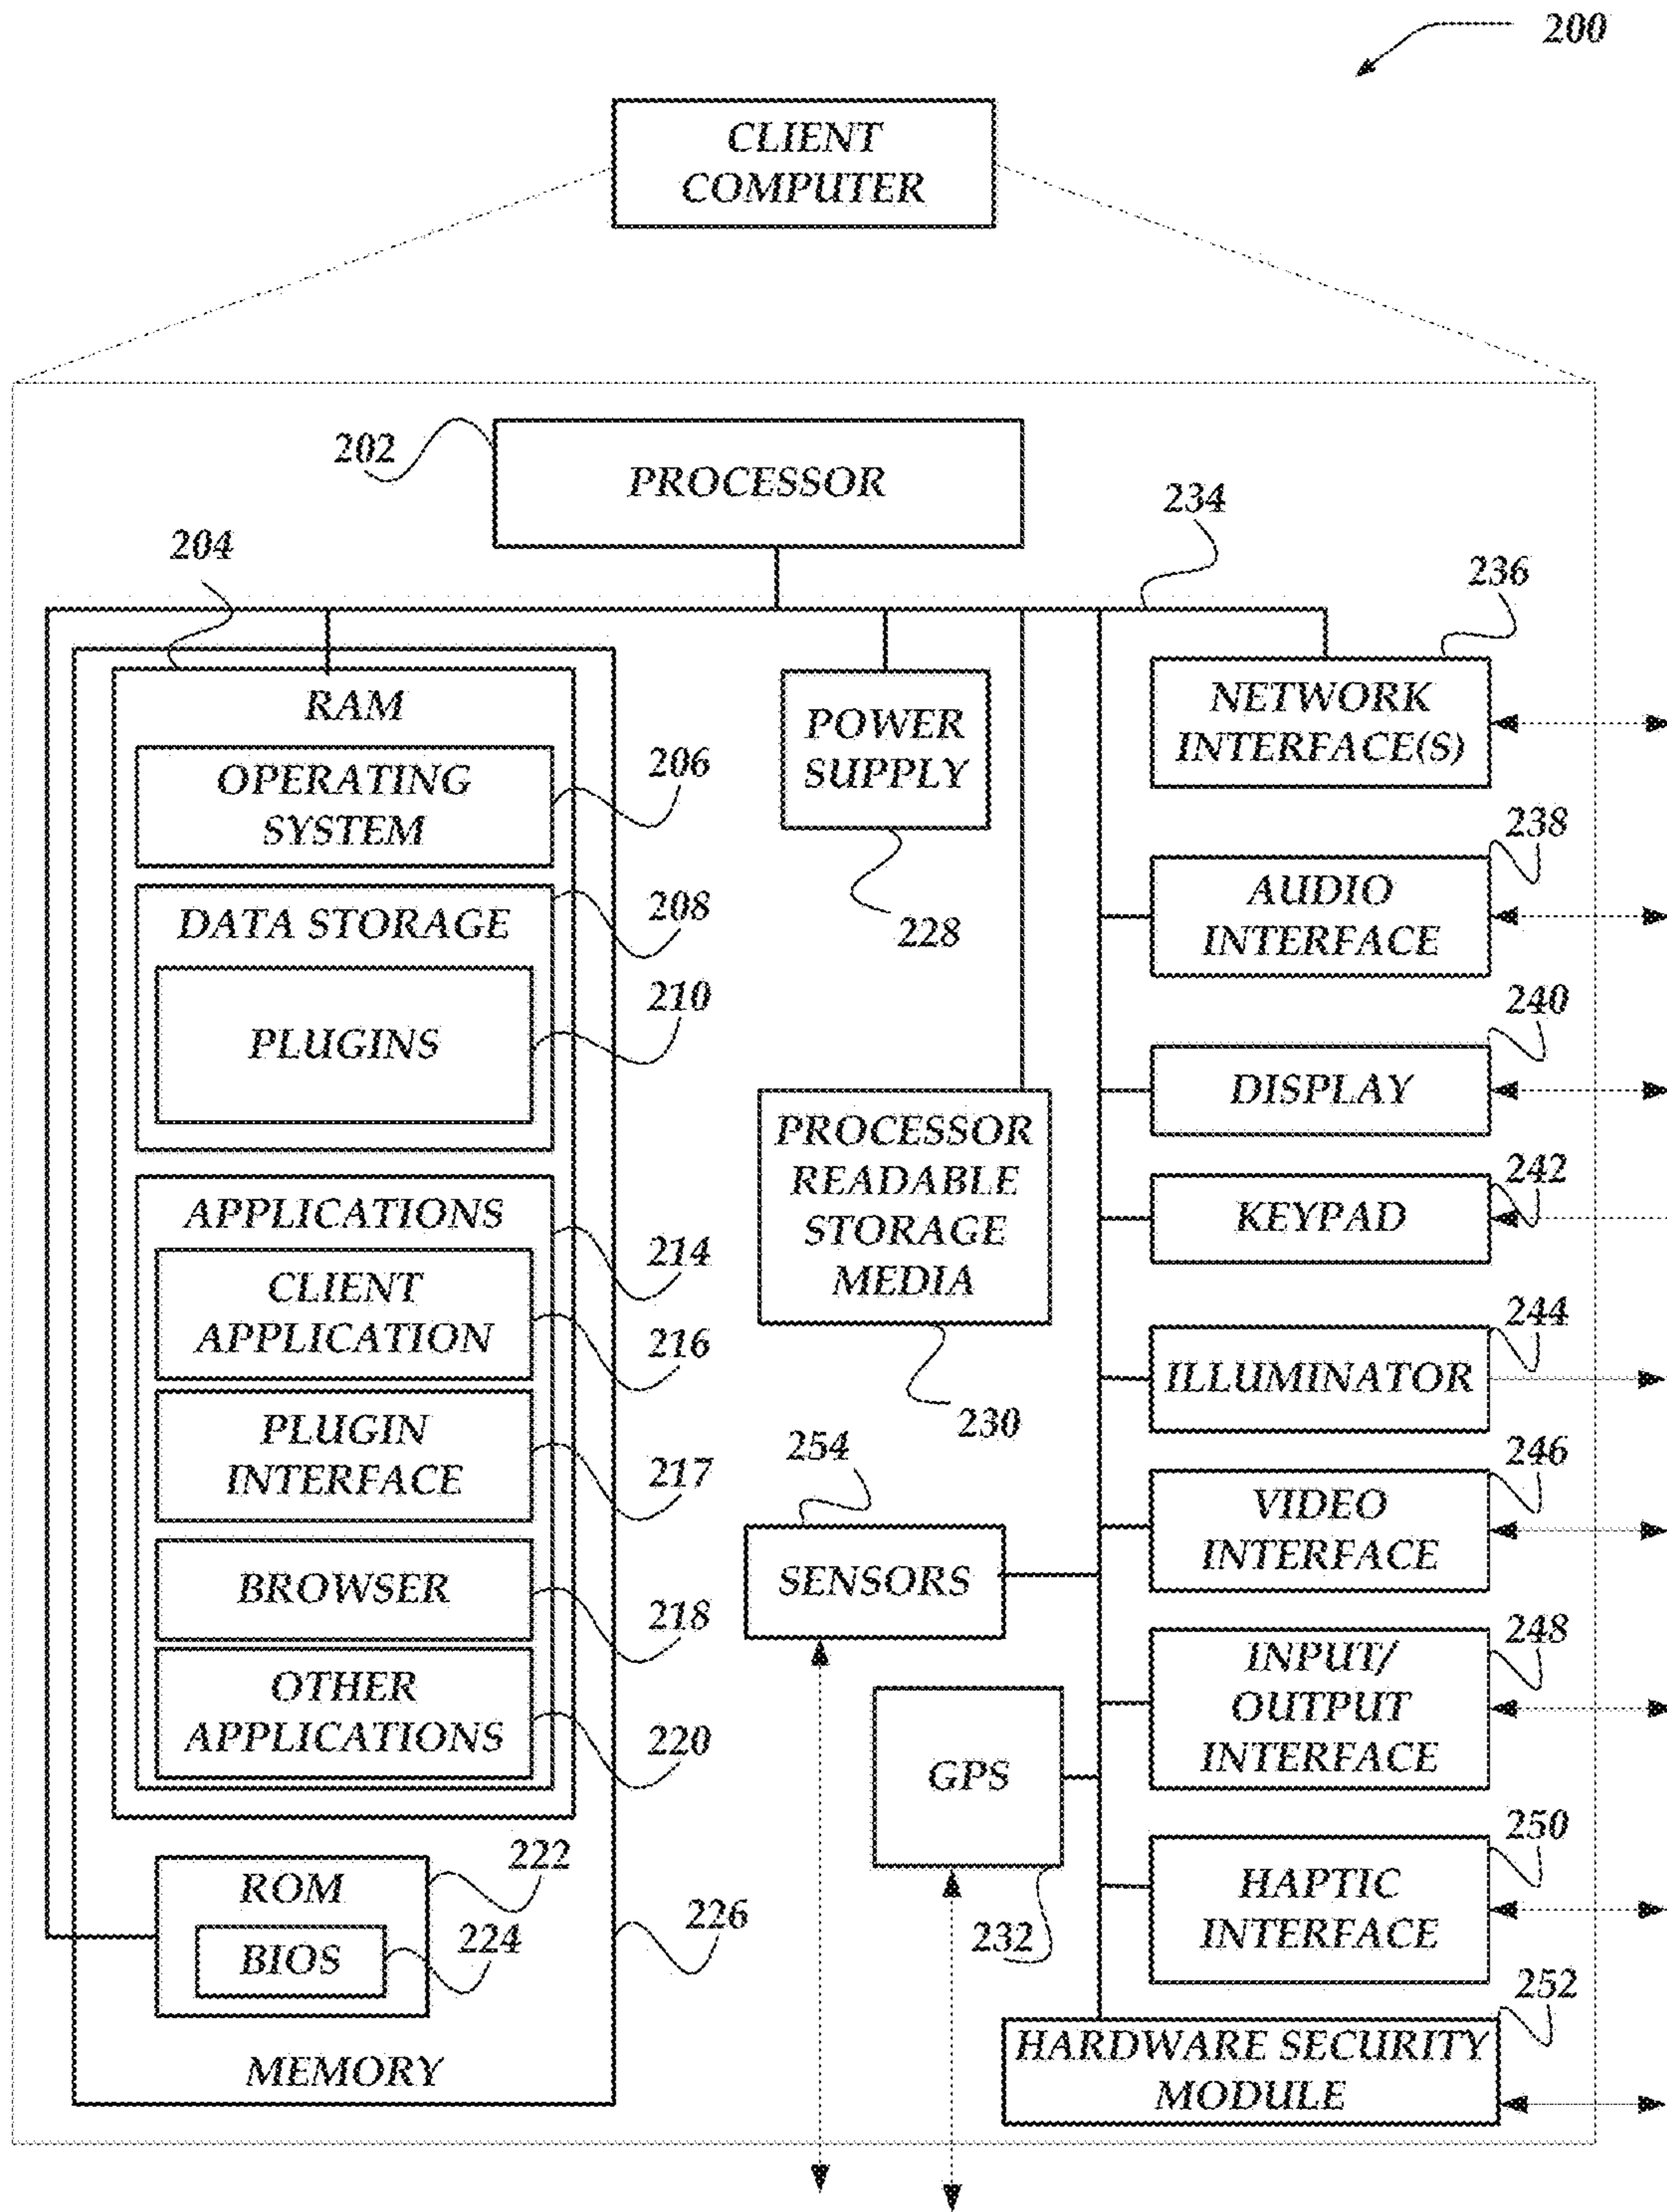 200
CLIENT
COMPUTER
202
PROCESSOR
234
204
236
RAM
OPERATING
SYSTEM
206
DATA STORAGE
208
PLUGINS
210
APPLICATIONS
214
CLIENT
APPLICATION
216
PLUGIN
INTERFACE
217
BROWSER
218
OTHER
APPLICATIONS
220
ROM
222
BIOS
224
226
MEMORY
POWER
SUPPLY
228
PROCESSOR
READABLE
STORAGE
MEDIA
230
254
SENSORS
GPS
232
NETWORK
INTERFACE(S)
238
AUDIO
INTERFACE
240
DISPLAY
242
KEYPAD
244
ILLUMINATOR
246
VIDEO
INTERFACE
248
INPUT/
OUTPUT
INTERFACE
250
HAPTIC
INTERFACE
252
HARDWARE SECURITY
MODULE